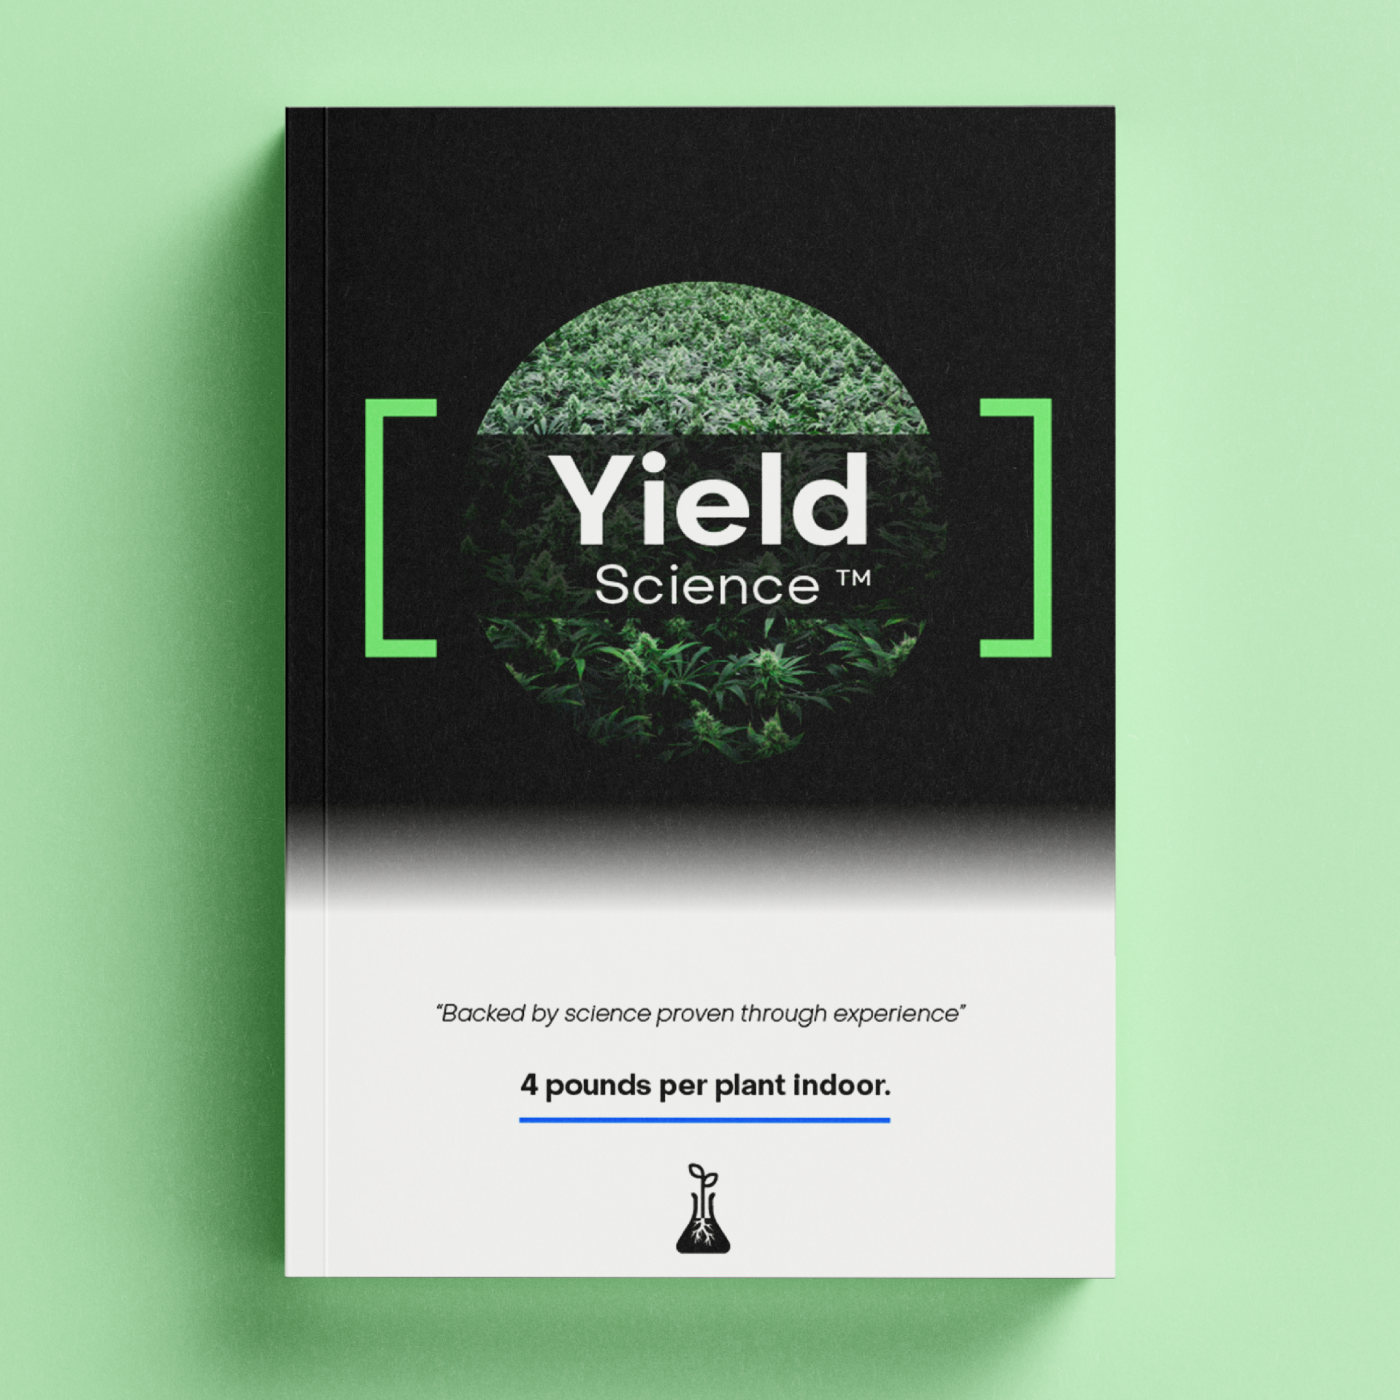 Yield
Science ™
“Backed by science proven through experience”
4 pounds per plant indoor.